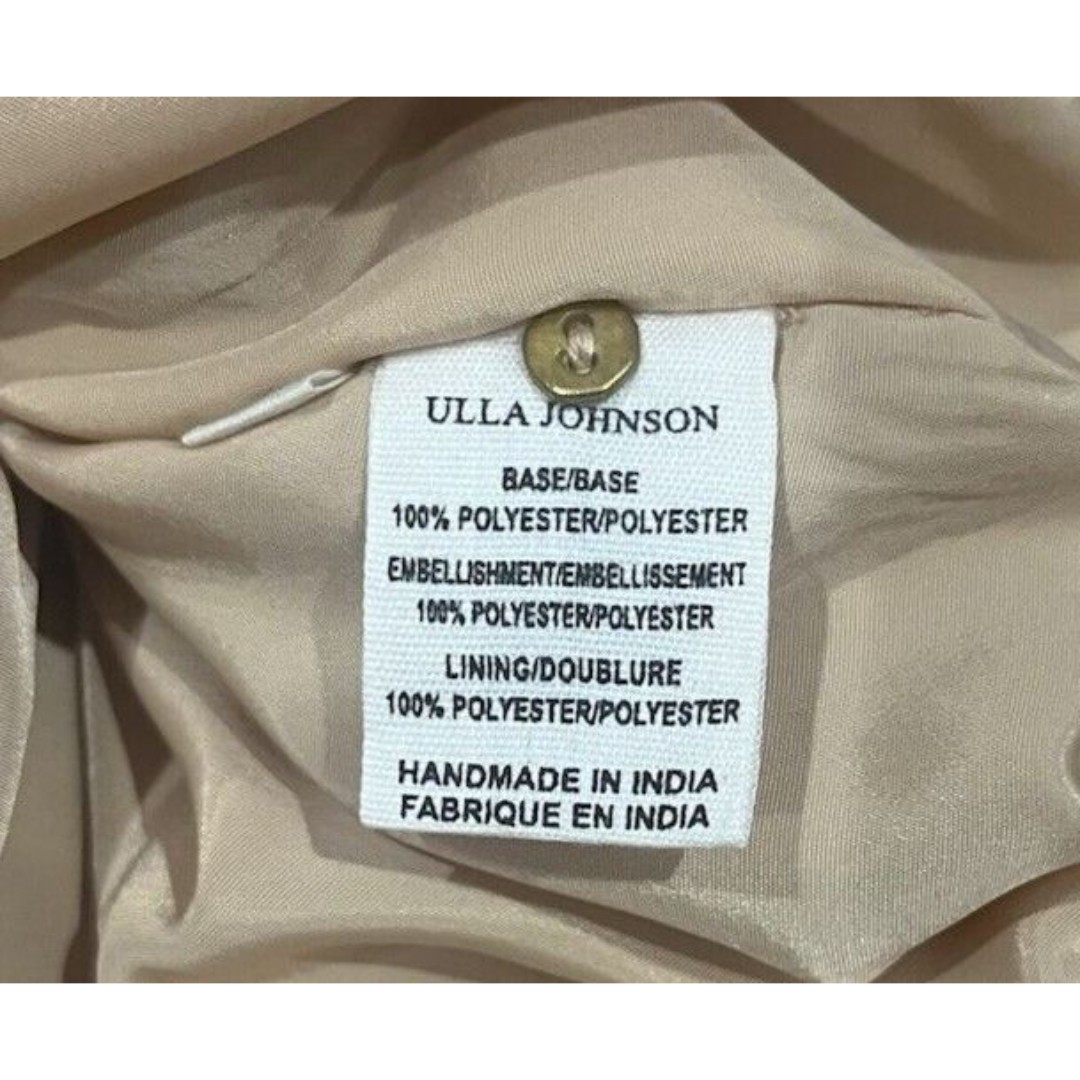 ULLA JOHNSON
BASE/BASE
100% POLYESTER/POLYESTER
EMBELLISHMENT/EMBELLISSEMENT
100% POLYESTER/POLYESTER
LINING/DOUBLURE
100% POLYESTER/POLYESTER
HANDMADE IN INDIA
FABRIQUE EN INDIA